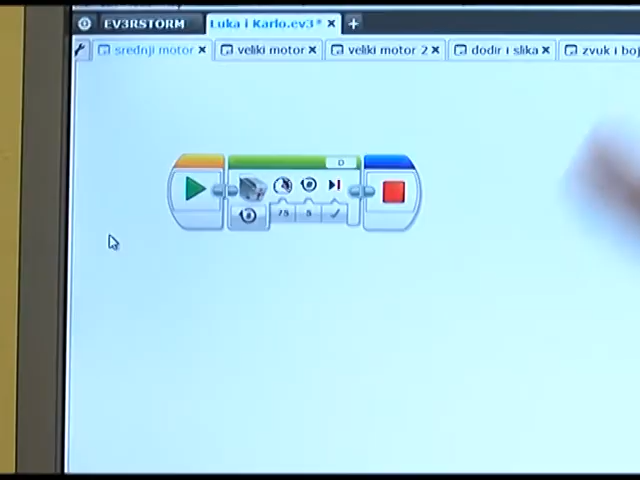 EV3RSTORM Luka i Karlo.ev3* × +
srednji motor × veliki motor × veliki motor 2 × dodir i slika × zvuk i boj
D
75 5